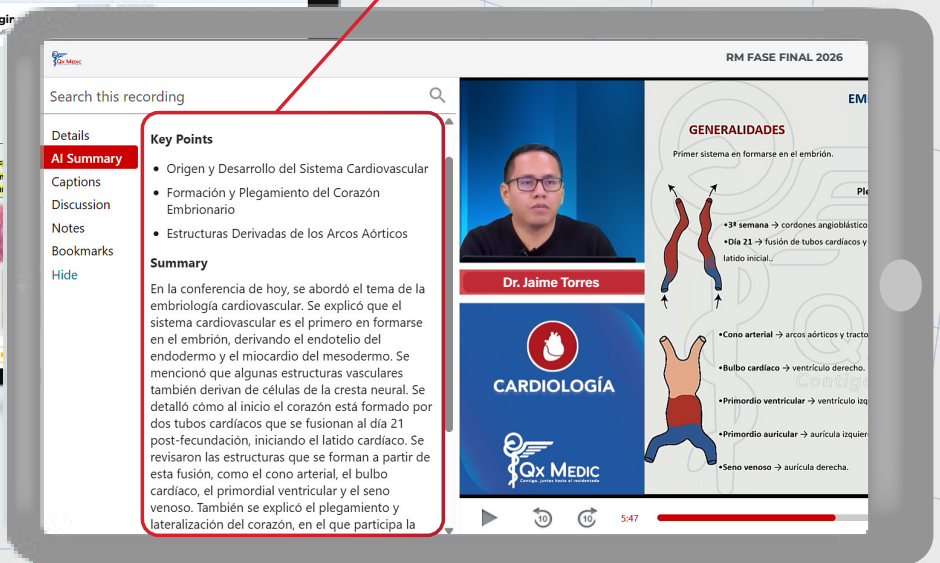 RM FASE FINAL 2026
Qx Medic
Search this recording
Details
AI Summary
Captions
Discussion
Notes
Bookmarks
Hide
Key Points
• Origen y Desarrollo del Sistema Cardiovascular
• Formación y Plegamiento del Corazón
Embrionario
• Estructuras Derivadas de los Arcos Aórticos
Summary
En la conferencia de hoy, se abordó el tema de la
embriología cardiovascular. Se explicó que el
sistema cardiovascular es el primero en formarse
en el embrión, derivando el endotelio del
endodermo y el miocardio del mesodermo. Se
mencionó que algunas estructuras vasculares
también derivan de células de la cresta neural. Se
detalló cómo al inicio el corazón está formado por
dos tubos cardíacos que se fusionan al día 21
post-fecundación, iniciando el latido cardíaco. Se
revisaron las estructuras que se forman a partir de
esta fusión, como el cono arterial, el bulbo
cardíaco, el primordial ventricular y el seno
venoso. También se explicó el plegamiento y
lateralización del corazón, en el que participa la
Dr. Jaime Torres
CARDIOLOGÍA
Qx Medic
Contigo, juntos hacia el residentado
GENERALIDADES
Primer sistema en formarse en el embrión.
•3ª semana → cordones angioblástico
•Día 21 → fusión de tubos cardíacos y
latido inicial..
•Cono arterial → arcos aórticos y tracto
•Bulbo cardíaco → ventrículo derecho.
•Primordio ventricular → ventrículo izq
•Primordio auricular → aurícula izquier
•Seno venoso → aurícula derecha.
10
10
5:47